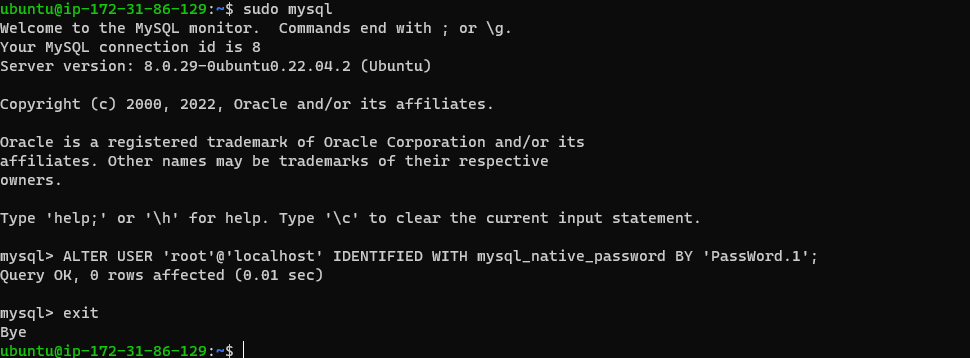 ubuntu@ip-172-31-86-129:~$ sudo mysql
Welcome to the MySQL monitor.  Commands end with ; or \g.
Your MySQL connection id is 8
Server version: 8.0.29-0ubuntu0.22.04.2 (Ubuntu)
Copyright (c) 2000, 2022, Oracle and/or its affiliates.
Oracle is a registered trademark of Oracle Corporation and/or its
affiliates. Other names may be trademarks of their respective
owners.
Type 'help;' or '\h' for help. Type '\c' to clear the current input statement.
mysql> ALTER USER 'root'@'localhost' IDENTIFIED WITH mysql_native_password BY 'PassWord.1';
Query OK, 0 rows affected (0.01 sec)
mysql> exit
Bye
ubuntu@ip-172-31-86-129:~$